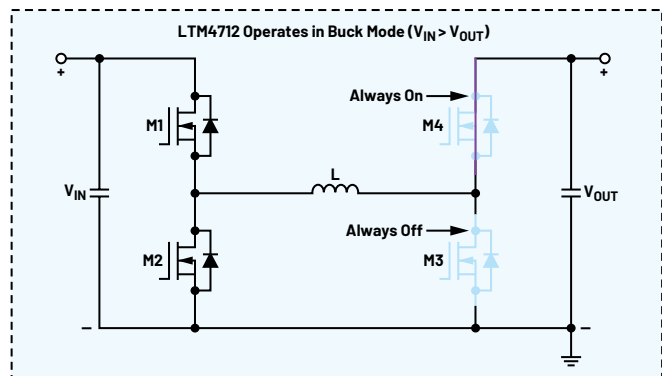 LTM4712 Operates in Buck Mode (VIN > VOUT)
+
+
Always On
M1
M4
L
VIN
VOUT
Always Off
M2
M3
–
–